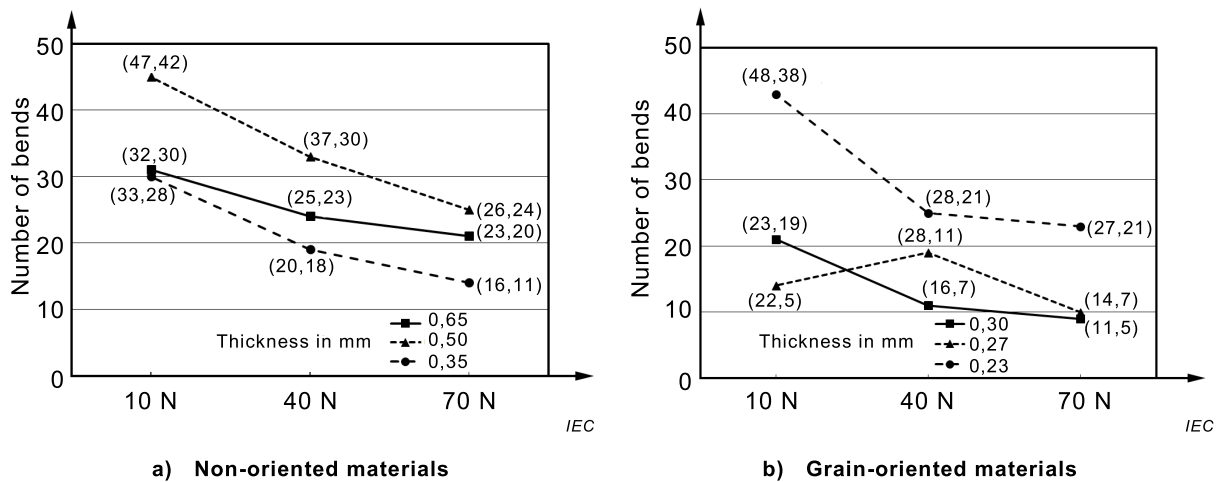 50
(47,42)
40
(37,30)
(32,30)
30
(25,23)
(33,28)
(26,24)
(23,20)
20
(20,18)
(16,11)
10
0
Number of bends
Thickness in mm
0,65
0,50
0,35
10 N
40 N
70 N
IEC
a) Non-oriented materials
50
(48,38)
40
30
(28,21)
(27,21)
(23,19)
(28,11)
20
(22,5)
(16,7)
(14,7)
(11,5)
10
0
Number of bends
Thickness in mm
0,30
0,27
0,23
10 N
40 N
70 N
IEC
b) Grain-oriented materials